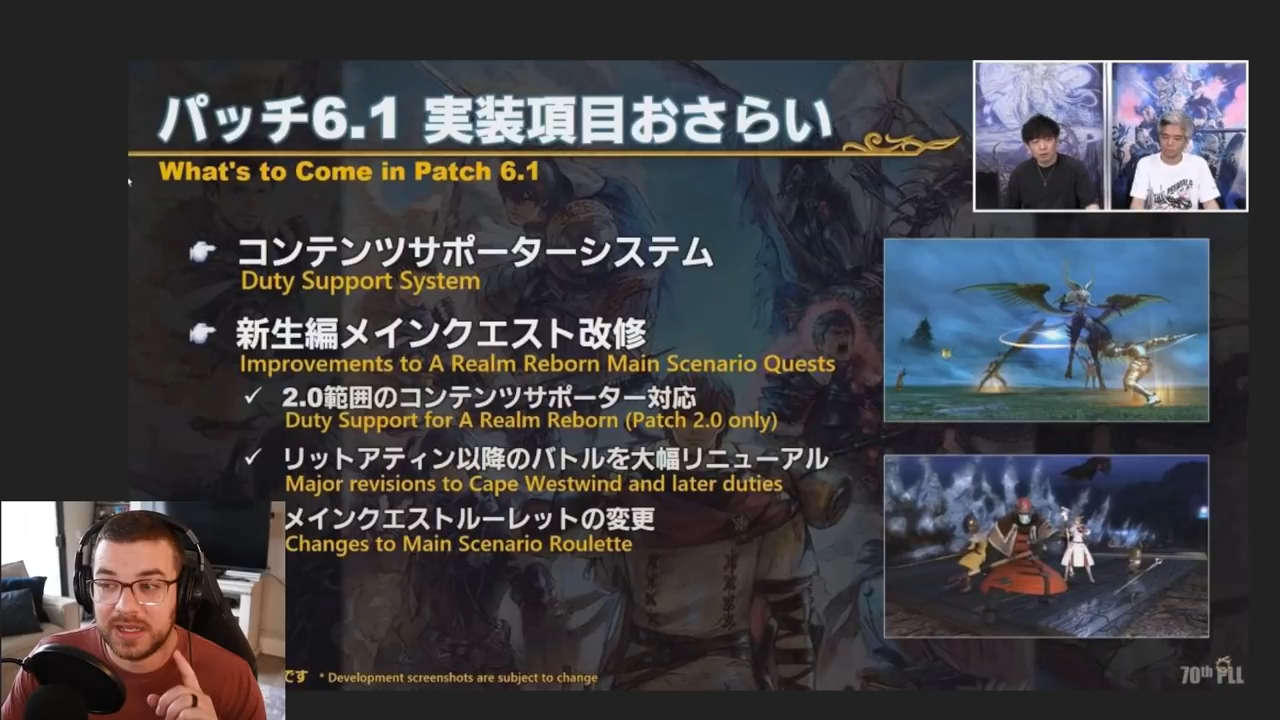 パッチ6.1 実装項目おさらい
What's to Come in Patch 6.1
コンテンツサポーターシステム
Duty Support System
新生編メインクエスト改修
Improvements to A Realm Reborn Main Scenario Quests
✓ 2.0範囲のコンテンツサポーター対応
Duty Support for A Realm Reborn (Patch 2.0 only)
✓ リットアティン以降のバトルを大幅リニューアル
Major revisions to Cape Westwind and later duties
メインクエストルーレットの変更
Changes to Main Scenario Roulette
です * Development screenshots are subject to change
70th PLL